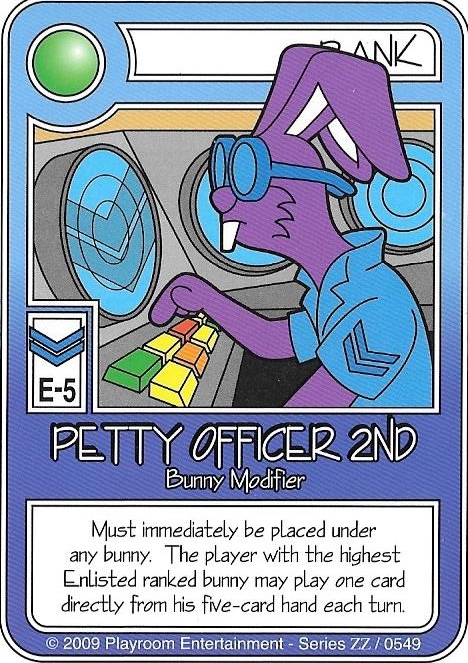 RANK
E-5
PETTY OFFICER 2ND
Bunny Modifier
Must immediately be placed under
any bunny. The player with the highest
Enlisted ranked bunny may play one card
directly from his five-card hand each turn.
© 2009 Playroom Entertainment - Series ZZ / 0549